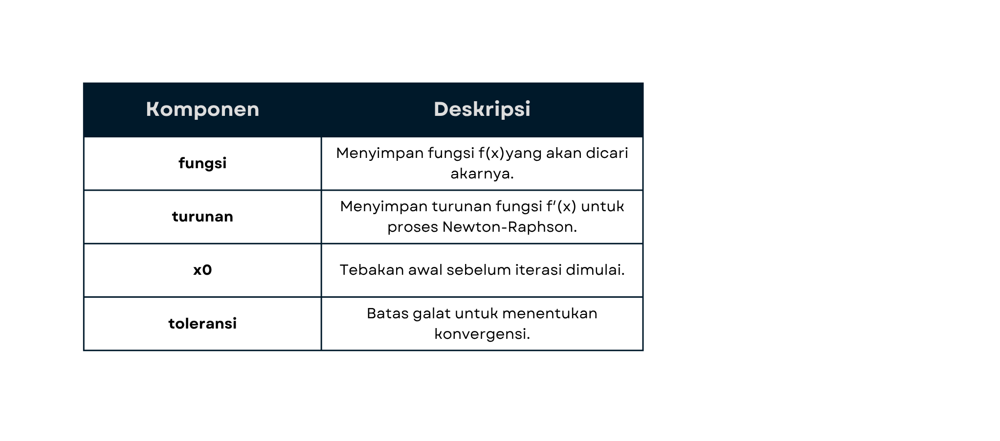 Komponen
Deskripsi
fungsi
Menyimpan fungsi f(x)yang akan dicari
akarnya.
turunan
Menyimpan turunan fungsi f′(x) untuk
proses Newton-Raphson.
x0
Tebakan awal sebelum iterasi dimulai.
toleransi
Batas galat untuk menentukan
konvergensi.